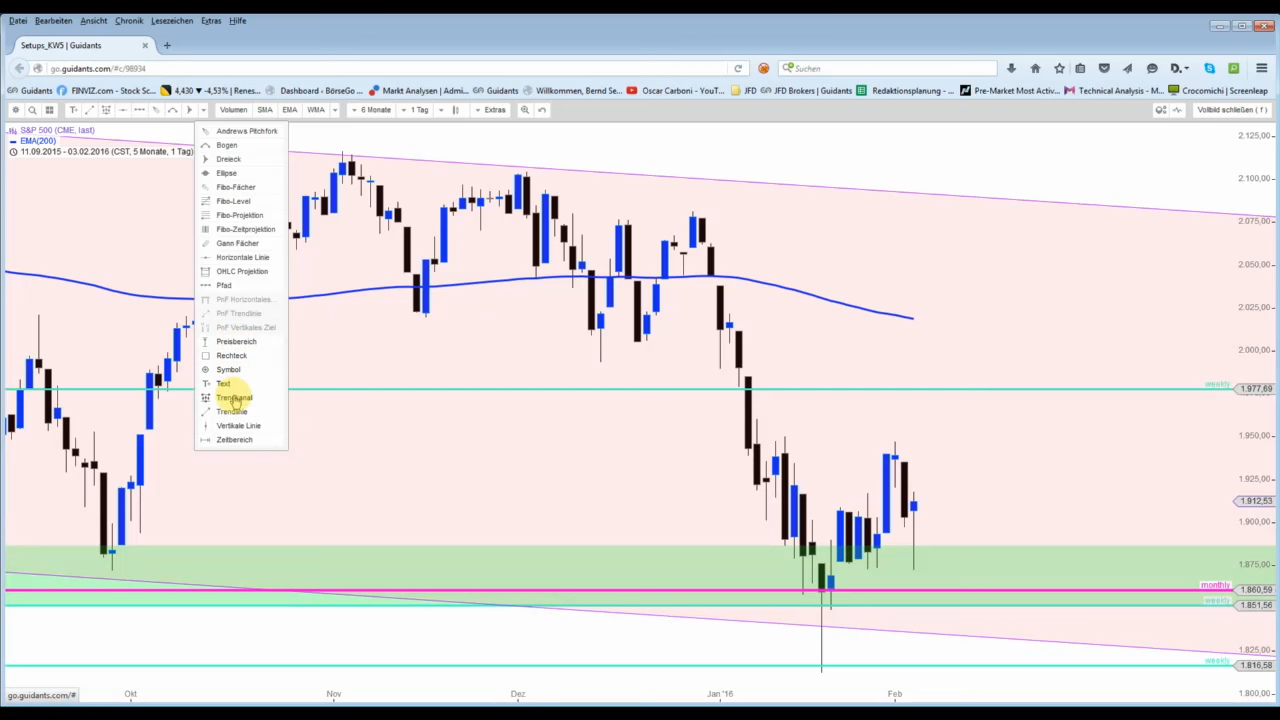 Datei Bearbeiten Ansicht Chronik Lesezeichen Extras Hilfe
Setups_KW5 | Guidants
go.guidants.com/#c/98934
Suchen
Guidants FINVIZ.com - Stock Sc... 4,430 -4,53% | Renes... Dashboard - BörseGo ... Markt Analysen | Admi... Guidants Willkommen, Bernd Se... Oscar Carboni - YouT... JFD JFD Brokers | Guidants Redaktionsplanung - ... Pre-Market Most Activ... Technical Analysis - M... Crocomichi | Screenleap
Volumen SMA EMA WMA 6 Monate 1 Tag Extras Vollbild schließen ( f )
S&P 500 (CME, last)
EMA(200)
11.09.2015 - 03.02.2016 (CST, 5 Monate, 1 Tag)
Andrews Pitchfork
Bogen
Dreieck
Ellipse
Fibo-Fächer
Fibo-Level
Fibo-Projektion
Fibo-Zeitprojektion
Gann Fächer
Horizontale Linie
OHLC Projektion
Pfad
PnF Horizontales...
PnF Trendlinie
PnF Vertikales Ziel
Preisbereich
Rechteck
Symbol
Text
Trendkanal
Trendlinie
Vertikale Linie
Zeitbereich
2.125,00
2.100,00
2.075,00
2.050,00
2.025,00
2.000,00
weekly 1.977,69
1.950,00
1.925,00
1.912,53
1.900,00
1.875,00
monthly 1.860,59
weekly 1.851,56
1.825,00
weekly 1.816,58
1.800,00
go.guidants.com/#
Okt Nov Dez Jan '16 Feb